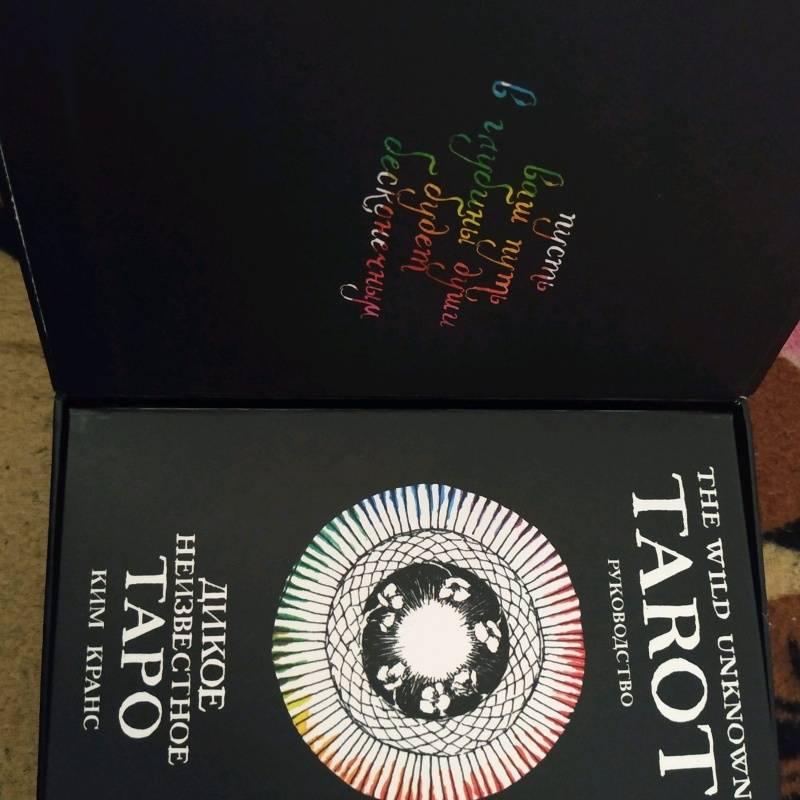 пусть
ваш путь
в глубины души
будет
бесконечным
THE WILD UNKNOWN
TAROT
РУКОВОДСТВО
ДИКОЕ
НЕИЗВЕСТНОЕ
ТАРО
КИМ КРАНС